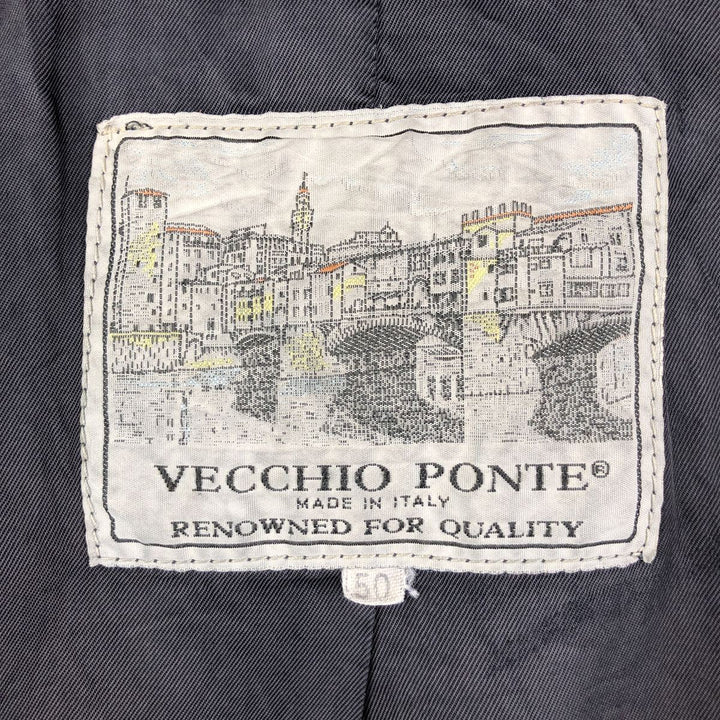 VECCHIO PONTE®
MADE IN ITALY
RENOWNED FOR QUALITY
50